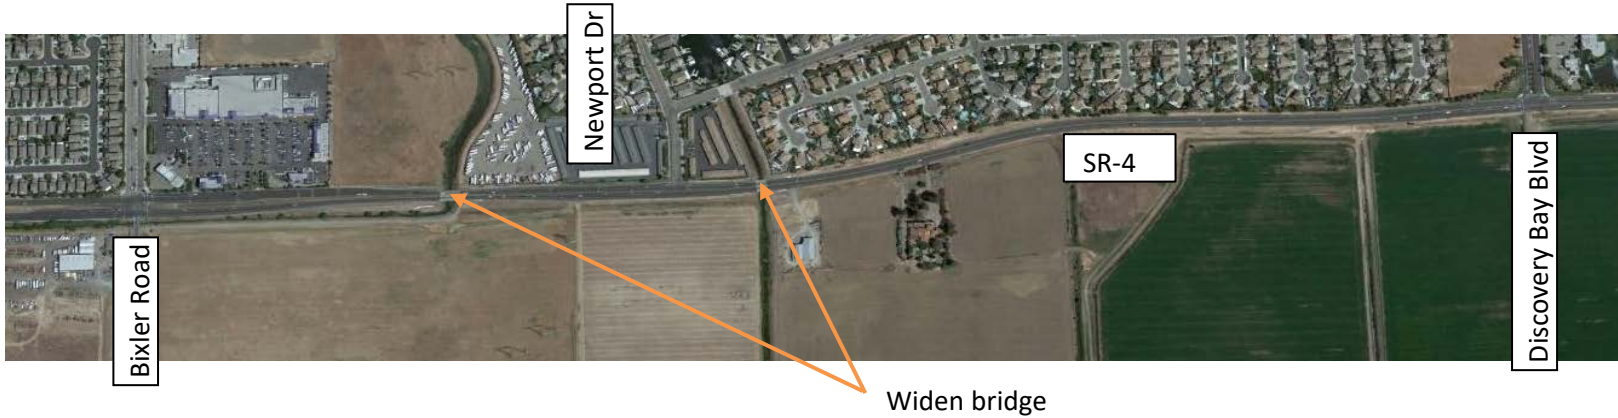 Newport Dr
SR-4
Bixler Road
Discovery Bay Blvd
Widen bridge